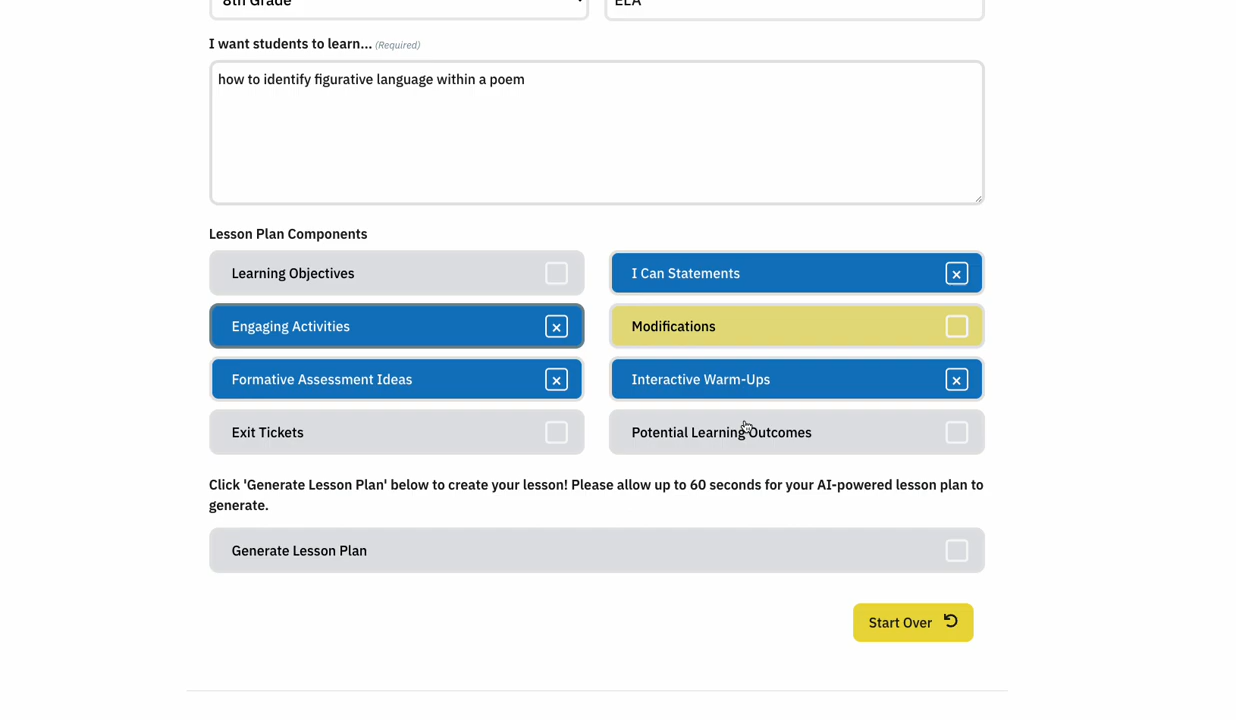 8th Grade
ELA
I want students to learn... (Required)
how to identify figurative language within a poem
Lesson Plan Components
Learning Objectives
I Can Statements
Engaging Activities
Modifications
Formative Assessment Ideas
Interactive Warm-Ups
Exit Tickets
Potential Learning Outcomes
Click 'Generate Lesson Plan' below to create your lesson! Please allow up to 60 seconds for your AI-powered lesson plan to
generate.
Generate Lesson Plan
Start Over